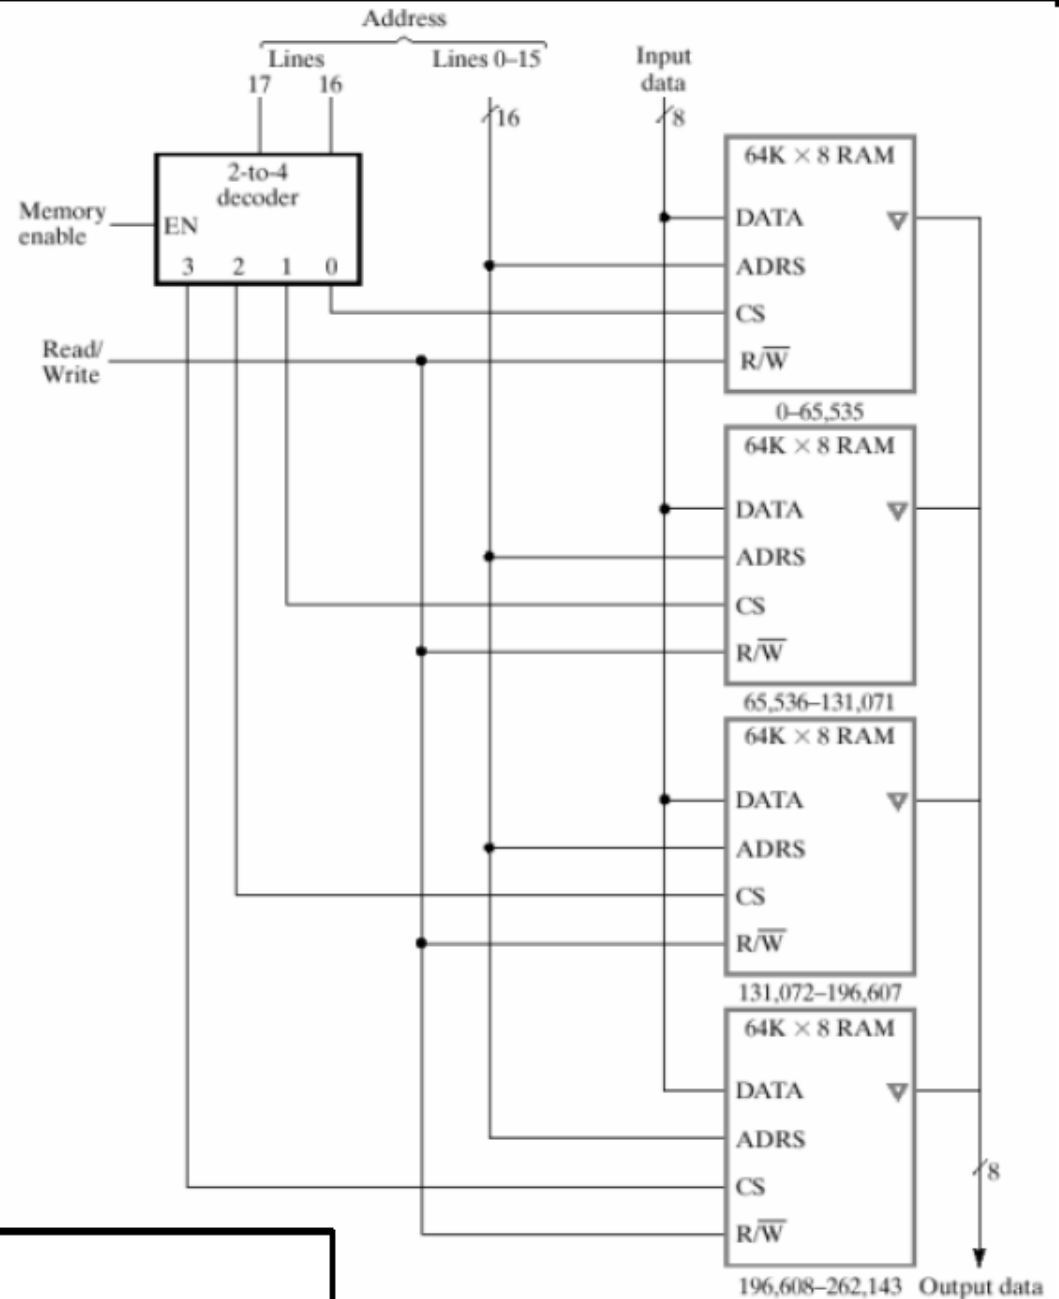 Address
Lines
Lines 0–15
17
16
16
Input
data
8
2-to-4
decoder
Memory
enable
EN
3 2 1 0
Read/
Write
64K × 8 RAM
DATA
ADRS
CS
R/W̅
0–65,535
64K × 8 RAM
DATA
ADRS
CS
R/W̅
65,536–131,071
64K × 8 RAM
DATA
ADRS
CS
R/W̅
131,072–196,607
64K × 8 RAM
DATA
ADRS
CS
R/W̅
196,608–262,143
8
Output data